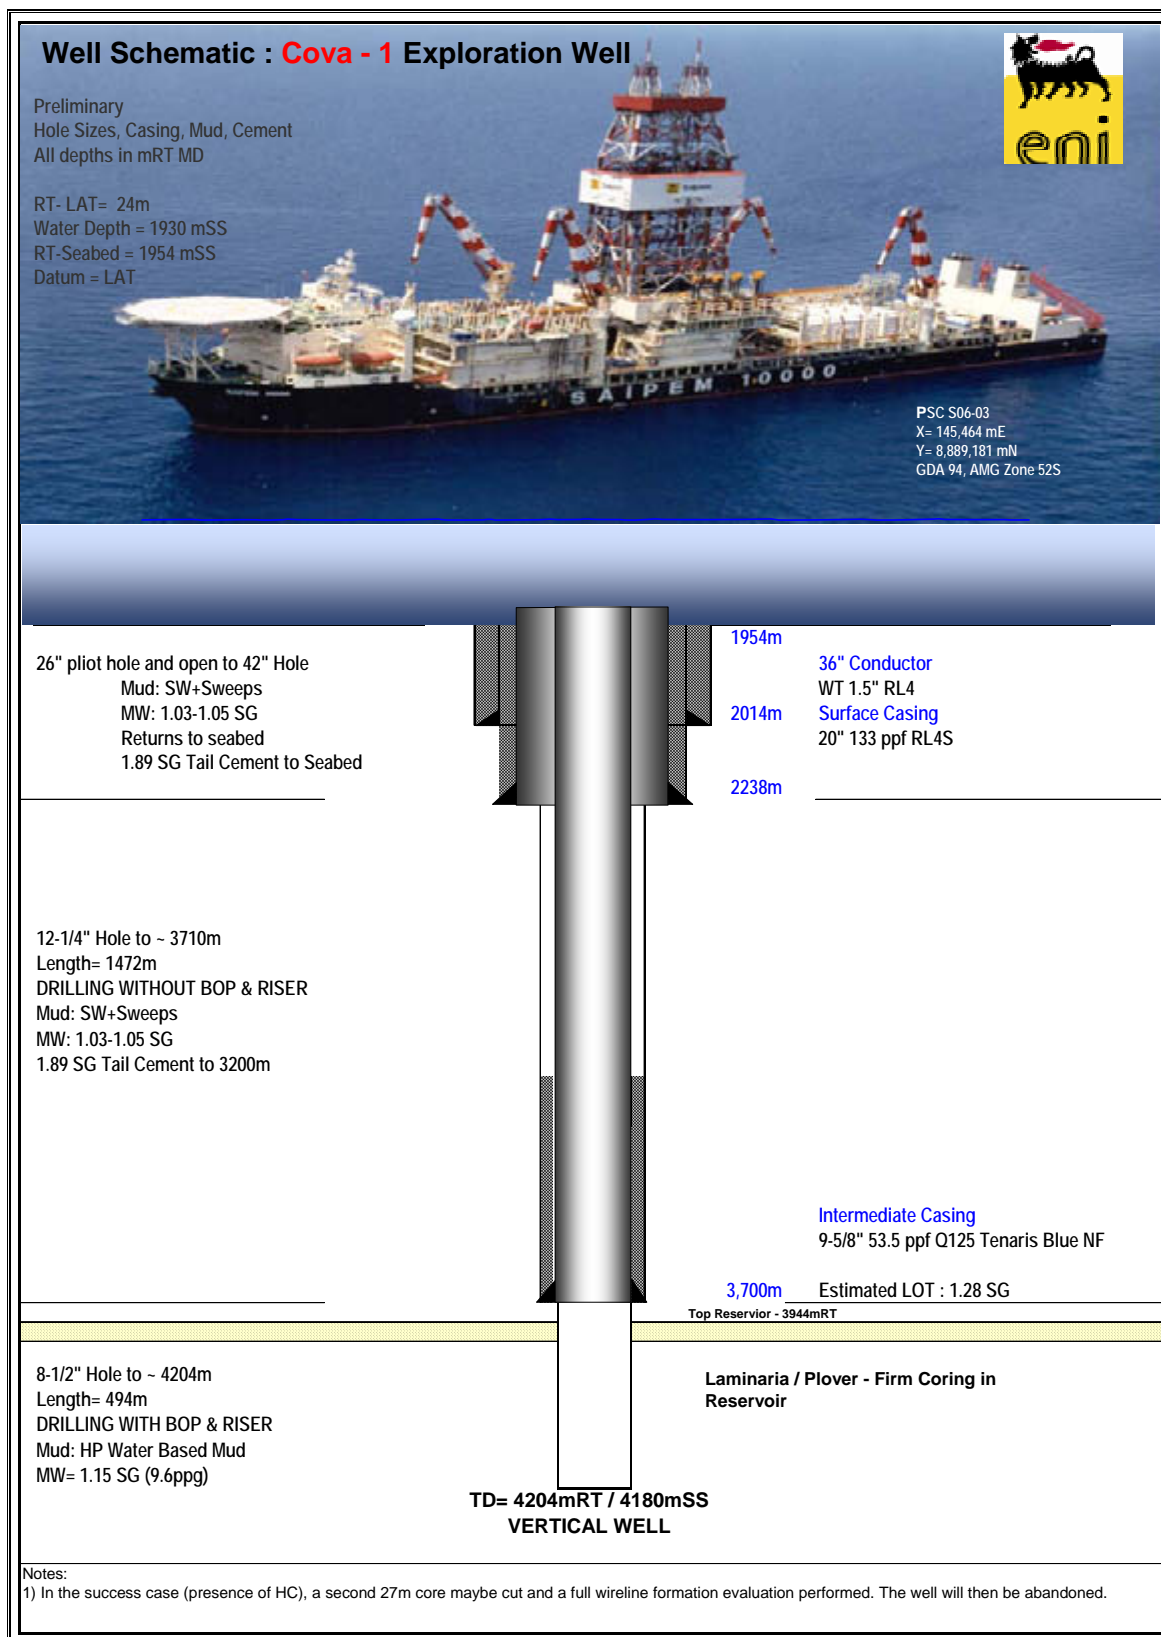 Well Schematic : Cova - 1 Exploration Well
Preliminary
Hole Sizes, Casing, Mud, Cement
All depths in mRT MD
RT- LAT= 24m
Water Depth = 1930 mSS
RT-Seabed = 1954 mSS
Datum = LAT
eni
SAIPEM 10000
PSC S06-03
X= 145,464 mE
Y= 8,889,181 mN
GDA 94, AMG Zone 52S
1954m
26" pliot hole and open to 42" Hole
Mud: SW+Sweeps
MW: 1.03-1.05 SG
Returns to seabed
1.89 SG Tail Cement to Seabed
36" Conductor
WT 1.5" RL4
2014m
Surface Casing
20" 133 ppf RL4S
2238m
12-1/4" Hole to ~ 3710m
Length= 1472m
DRILLING WITHOUT BOP & RISER
Mud: SW+Sweeps
MW: 1.03-1.05 SG
1.89 SG Tail Cement to 3200m
Intermediate Casing
9-5/8" 53.5 ppf Q125 Tenaris Blue NF
3,700m
Estimated LOT : 1.28 SG
Top Reservior - 3944mRT
8-1/2" Hole to ~ 4204m
Length= 494m
DRILLING WITH BOP & RISER
Mud: HP Water Based Mud
MW= 1.15 SG (9.6ppg)
Laminaria / Plover - Firm Coring in
Reservoir
TD= 4204mRT / 4180mSS
VERTICAL WELL
Notes:
1) In the success case (presence of HC), a second 27m core maybe cut and a full wireline formation evaluation performed. The well will then be abandoned.